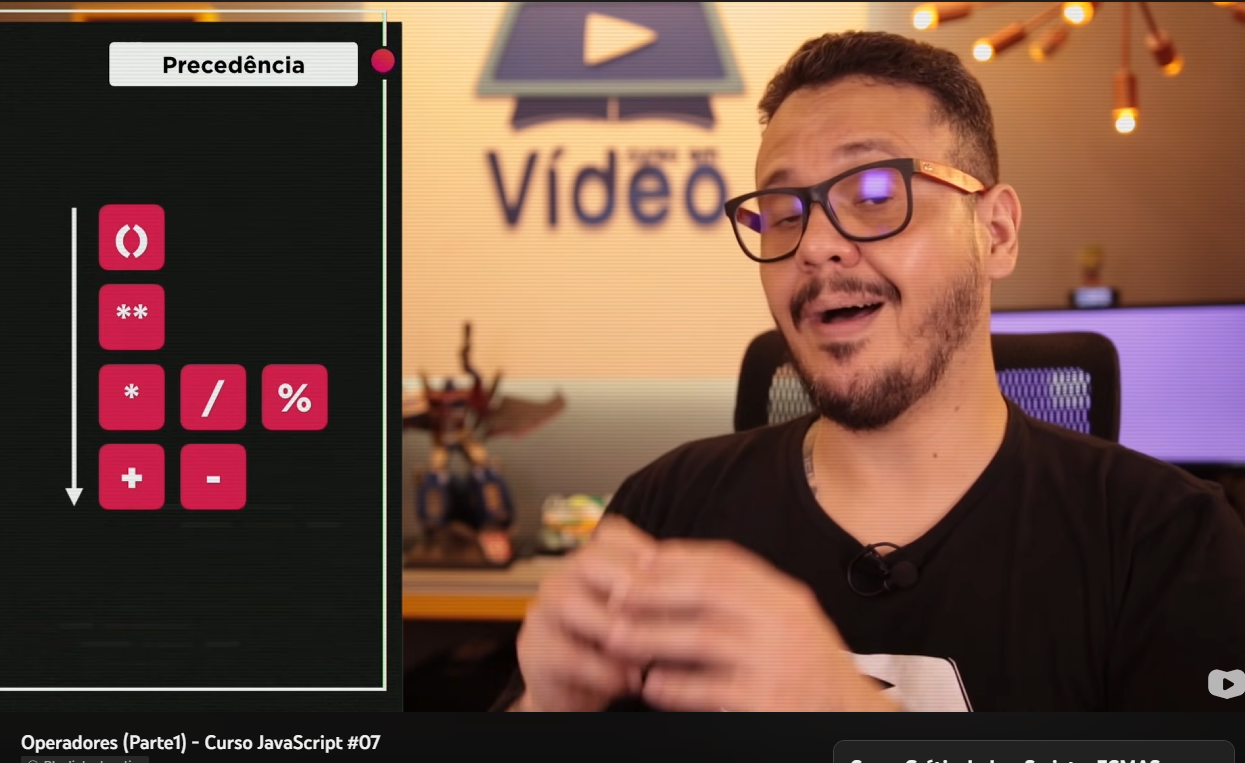 Precedência
Vídeo
()
**
* / %
+ -
Operadores (Parte1) - Curso JavaScript #07